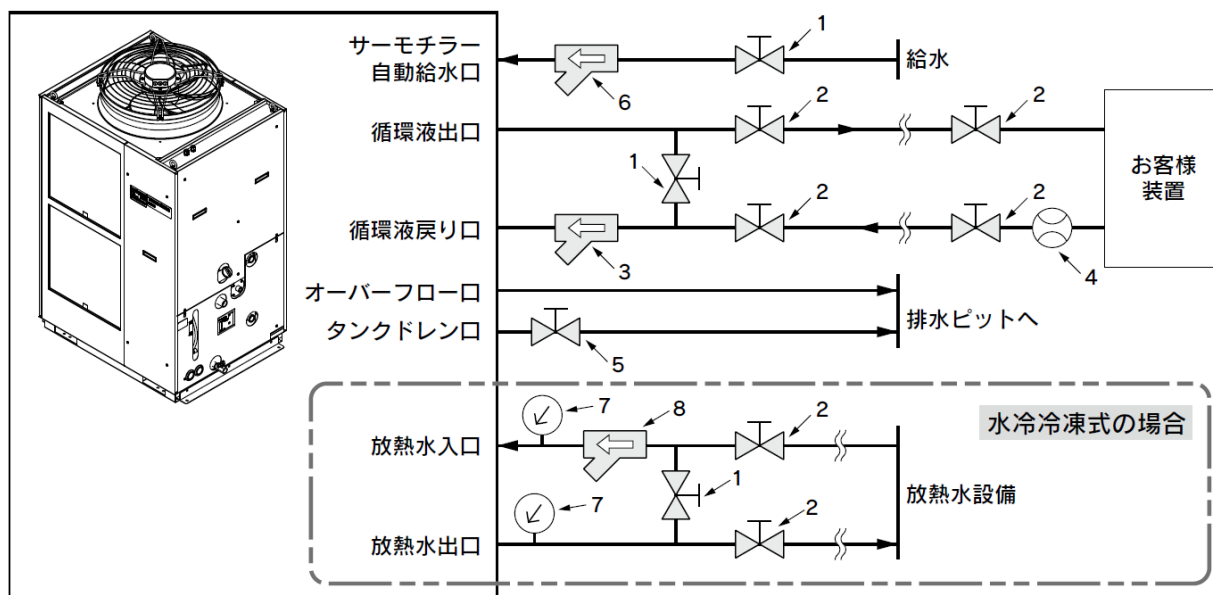 サーモチラー
自動給水口
1
給水
6
循環液出口
2
2
1
お客様
装置
循環液戻り口
2
2
3
4
オーバーフロー口
タンクドレン口
排水ピットへ
5
水冷冷凍式の場合
7
8
2
放熱水入口
1
放熱水設備
7
2
放熱水出口